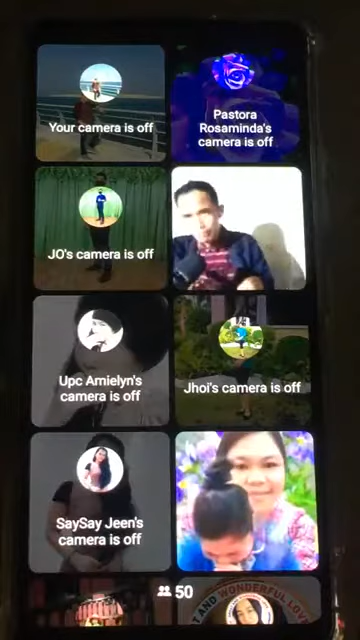 Your camera is off
Pastora
Rosaminda's
camera is off
JO's camera is off
Upc Amielyn's
camera is off
Jhoi's camera is off
SaySay Jeen's
camera is off
50
T AND WONDERFUL LOV